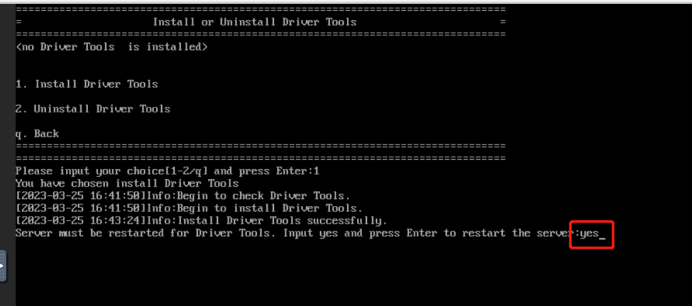 ===========================================================================
= Install or Uninstall Driver Tools =
===========================================================================
<no Driver Tools is installed>
1. Install Driver Tools
2. Uninstall Driver Tools
q. Back
===========================================================================
===========================================================================
Please input your choice[1-2/q] and press Enter:1
You have chosen install Driver Tools
[2023-03-25 16:41:50]Info:Begin to check Driver Tools.
[2023-03-25 16:41:50]Info:Begin to install Driver Tools.
[2023-03-25 16:43:24]Info:Install Driver Tools successfully.
Server must be restarted for Driver Tools. Input yes and press Enter to restart the server:yes_